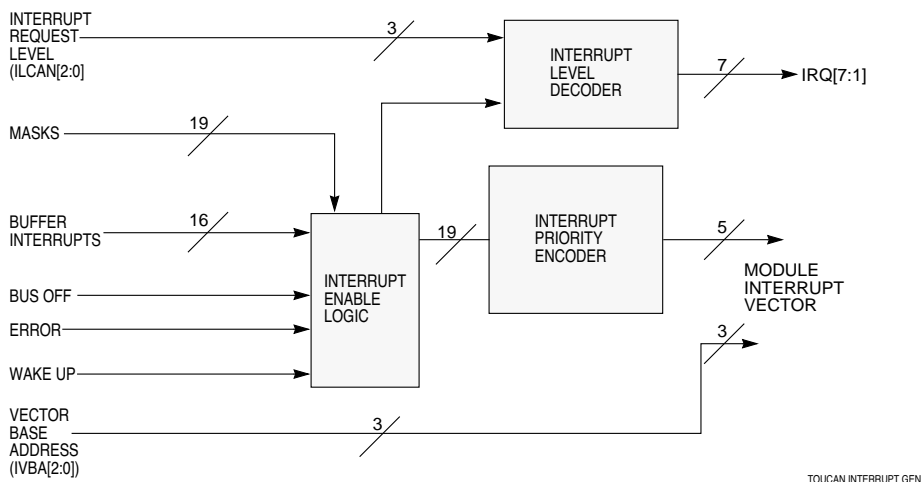 INTERRUPT
REQUEST
LEVEL
(ILCAN[2:0]
3
INTERRUPT
LEVEL
DECODER
7
IRQ[7:1]
MASKS
19
BUFFER
INTERRUPTS
16
INTERRUPT
ENABLE
LOGIC
19
INTERRUPT
PRIORITY
ENCODER
5
MODULE
INTERRUPT
VECTOR
BUS OFF
ERROR
WAKE UP
3
VECTOR
BASE
ADDRESS
(IVBA[2:0])
3
TOUCAN INTERRUPT GEN